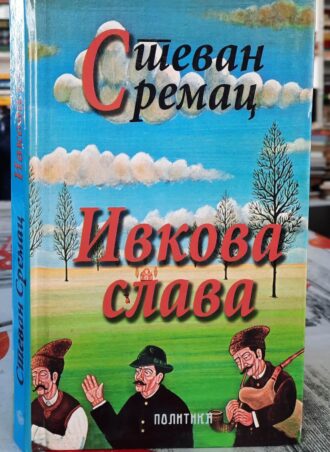 Стеван
Сремац
Ивкова
слава
ПОЛИТИКА
Стеван Сремац Ивкова